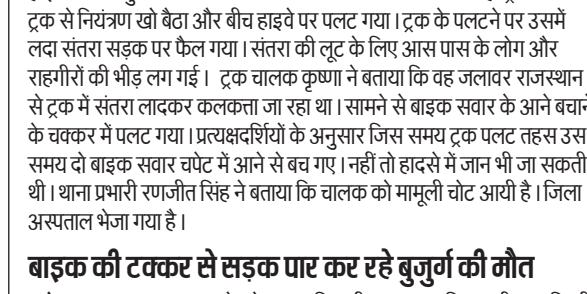 ट्रक से नियंत्रण खो बैठा और बीच हाइवे पर पलट गया। ट्रक के पलटने पर उसमें
लदा संतरा सड़क पर फैल गया। संतरा की लूट के लिए आस पास के लोग और
राहगीरों की भीड़ लग गई। ट्रक चालक कृष्णा ने बताया कि वह जलावर राजस्थान
से ट्रक में संतरा लादकर कलकत्ता जा रहा था। सामने से बाइक सवार के आने बचाने
के चक्कर में पलट गया। प्रत्यक्षदर्शियों के अनुसार जिस समय ट्रक पलट तहस उस
समय दो बाइक सवार चपेट में आने से बच गए। नहीं तो हादसे में जान भी जा सकती
थी। थाना प्रभारी रणजीत सिंह ने बताया कि चालक को मामूली चोट आयी है। जिला
अस्पताल भेजा गया है।
बाइक की टक्कर से सड़क पार कर रहे बुजुर्ग की मौत